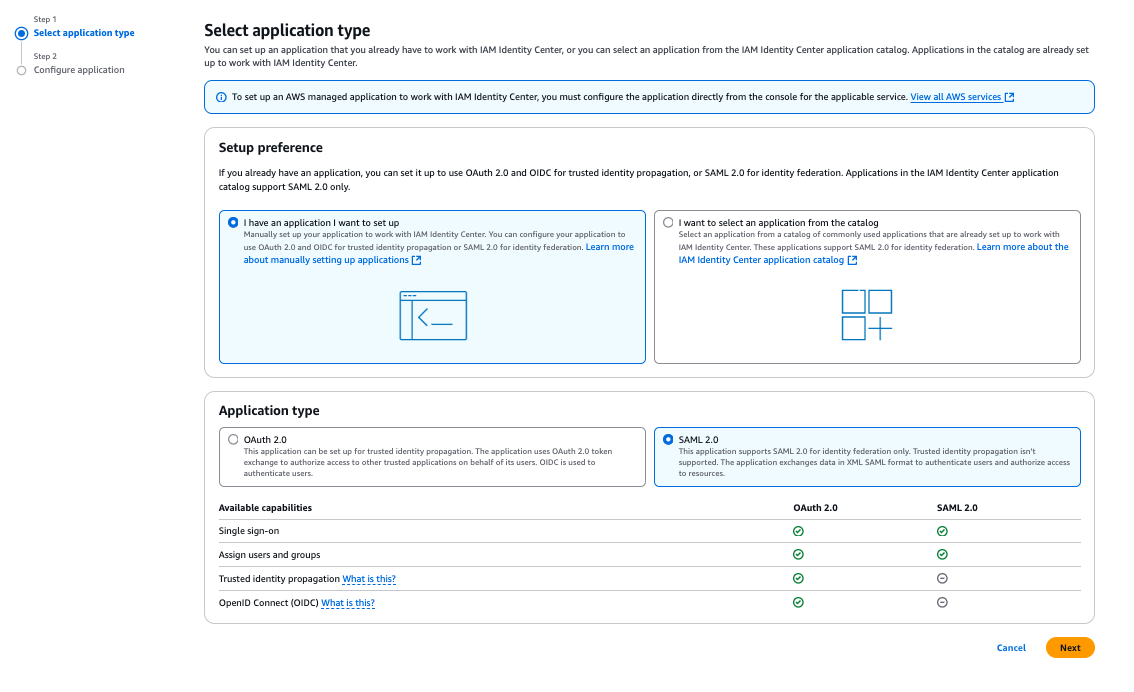 Step 1
Select application type
Step 2
Configure application
Select application type
You can set up an application that you already have to work with IAM Identity Center, or you can select an application from the IAM Identity Center application catalog. Applications in the catalog are already set
up to work with IAM Identity Center.
To set up an AWS managed application to work with IAM Identity Center, you must configure the application directly from the console for the applicable service. View all AWS services
Setup preference
If you already have an application, you can set it up to use OAuth 2.0 and OIDC for trusted identity propagation, or SAML 2.0 for identity federation. Applications in the IAM Identity Center application
catalog support SAML 2.0 only.
I have an application I want to set up
Manually set up your application to work with IAM Identity Center. You can configure your application to
use OAuth 2.0 and OIDC for trusted identity propagation or SAML 2.0 for identity federation. Learn more
about manually setting up applications
I want to select an application from the catalog
Select an application from a catalog of commonly used applications that are already set up to work with
IAM Identity Center. These applications support SAML 2.0 for identity federation. Learn more about the
IAM Identity Center application catalog
Application type
OAuth 2.0
This application can be set up for trusted identity propagation. The application uses OAuth 2.0 token
exchange to authorize access to other trusted applications on behalf of its users. OIDC is used to
authenticate users.
SAML 2.0
This application supports SAML 2.0 for identity federation only. Trusted identity propagation isn't
supported. The application exchanges data in XML SAML format to authenticate users and authorize access
to resources.
Available capabilities OAuth 2.0 SAML 2.0
Single sign-on
Assign users and groups
Trusted identity propagation What is this?
OpenID Connect (OIDC) What is this?
Cancel Next